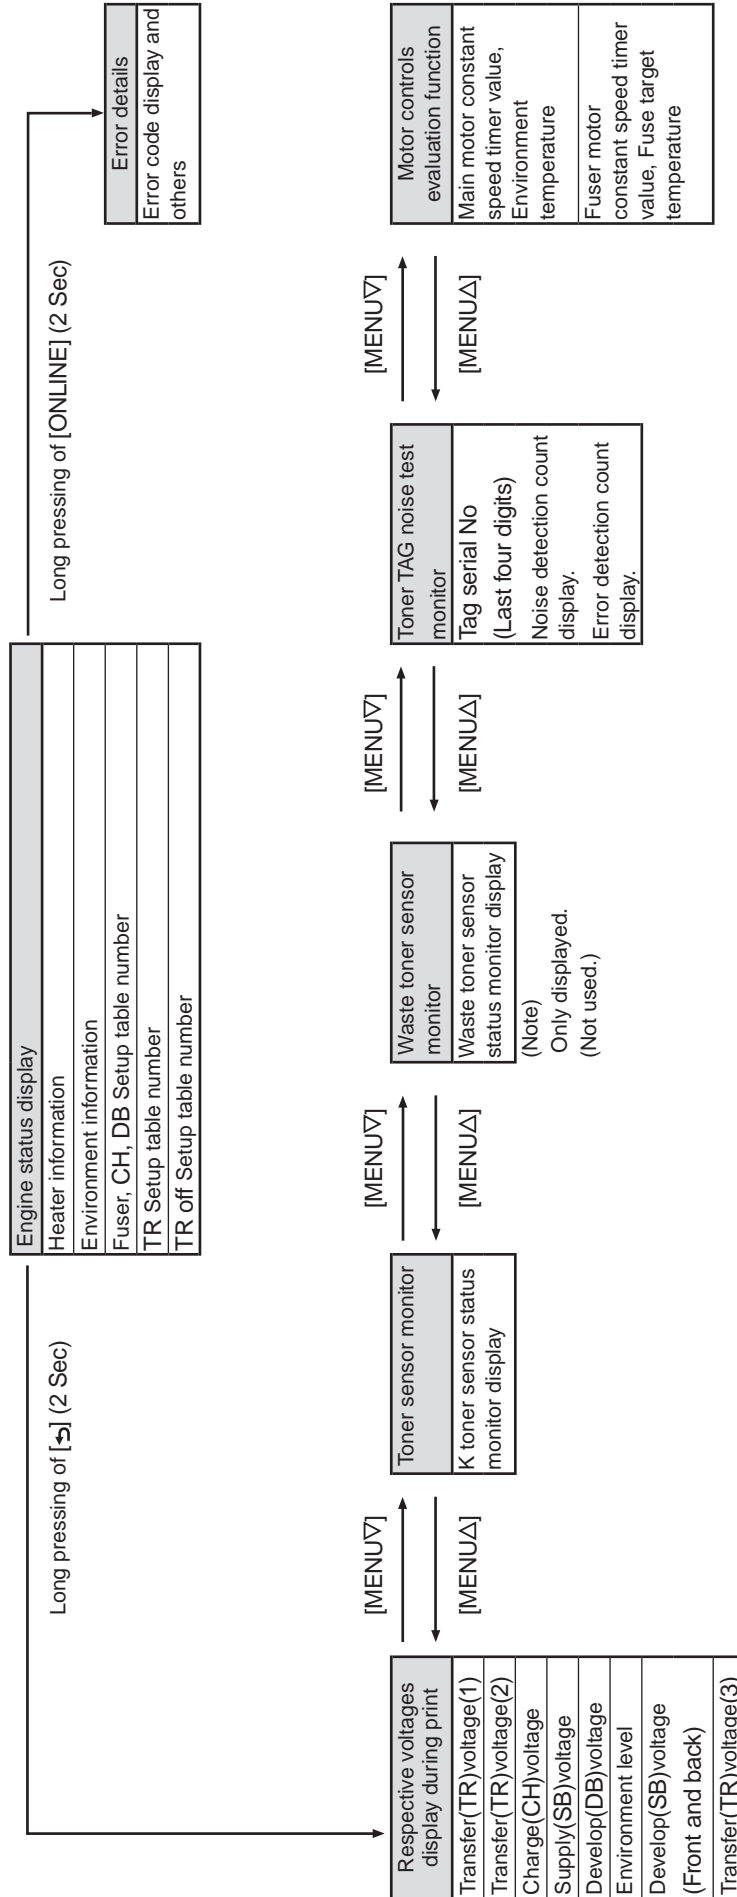 Engine status display
Heater information
Environment information
Fuser, CH, DB Setup table number
TR Setup table number
TR off Setup table number
Long pressing of [⮌] (2 Sec)
Long pressing of [ONLINE] (2 Sec)
Error details
Error code display and
others
Respective voltages
display during print
Transfer(TR)voltage(1)
Transfer(TR)voltage(2)
Charge(CH)voltage
Supply(SB)voltage
Develop(DB)voltage
Environment level
Develop(SB)voltage
(Front and back)
Transfer(TR)voltage(3)
[MENU▽]
[MENU△]
Toner sensor monitor
K toner sensor status
monitor display
[MENU▽]
[MENU△]
Waste toner sensor
monitor
Waste toner sensor
status monitor display
(Note)
Only displayed.
(Not used.)
[MENU▽]
[MENU△]
Toner TAG noise test
monitor
Tag serial No
(Last four digits)
Noise detection count
display.
Error detection count
display.
[MENU▽]
[MENU△]
Motor controls
evaluation function
Main motor constant
speed timer value,
Environment
temperature
Fuser motor
constant speed timer
value, Fuse target
temperature